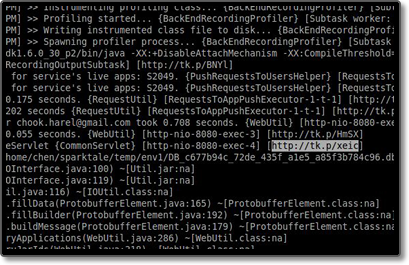 PM] >> Instrumenting profiling class... {BackEndRecordingProfiler}
PM] >> Profiling started... {BackEndRecordingProfiler} [Subtask worker:
PM] >> Writing instrumented class file to disk... {BackEndRecordingPro
PM] >> Spawning profiler process... {BackEndRecordingProfiler} [Subtas
dk1.6.0_30_p2/bin/java -XX:+DisableAttachMechanism -XX:CompileThreshold=
RecordingOutputSubtask] [http://tk.p/BNYl]
for service's live apps: S2049. {PushRequestsToUsersHelper} [RequestsTo
for service's live apps: S2049. {PushRequestsToUsersHelper} [RequestsTo
0.175 seconds. {RequestUtil} [RequestsToAppPushExecutor-1-t-1] [http://t
202 seconds {RequestUtil} [RequestsToAppPushExecutor-1-t-1] [http://tk.p
r chook.harel@gmail.com took 0.708 seconds. {WebUtil} [http-nio-8080-exe
0.055 seconds. {WebUtil} [http-nio-8080-exec-3] [http://tk.p/HmSX]
eServlet {CommonServlet} [http-nio-8080-exec-4] [http://tk.p/xeic]
home/chen/sparktale/temp/env1/DB_c677b94c_72de_435f_a1e5_a85f3b784c96.db
OInterface.java:100) ~[Util.jar:na]
OInterface.java:119) ~[Util.jar:na]
il.java:116) ~[IOUtil.class:na]
.fillData(ProtobufferElement.java:165) ~[ProtobufferElement.class:na]
.fillBuilder(ProtobufferElement.java:192) ~[ProtobufferElement.class:na]
.buildMessage(ProtobufferElement.java:179) ~[ProtobufferElement.class:na
ryApplications(WebUtil.java:286) ~[WebUtil.class:na]